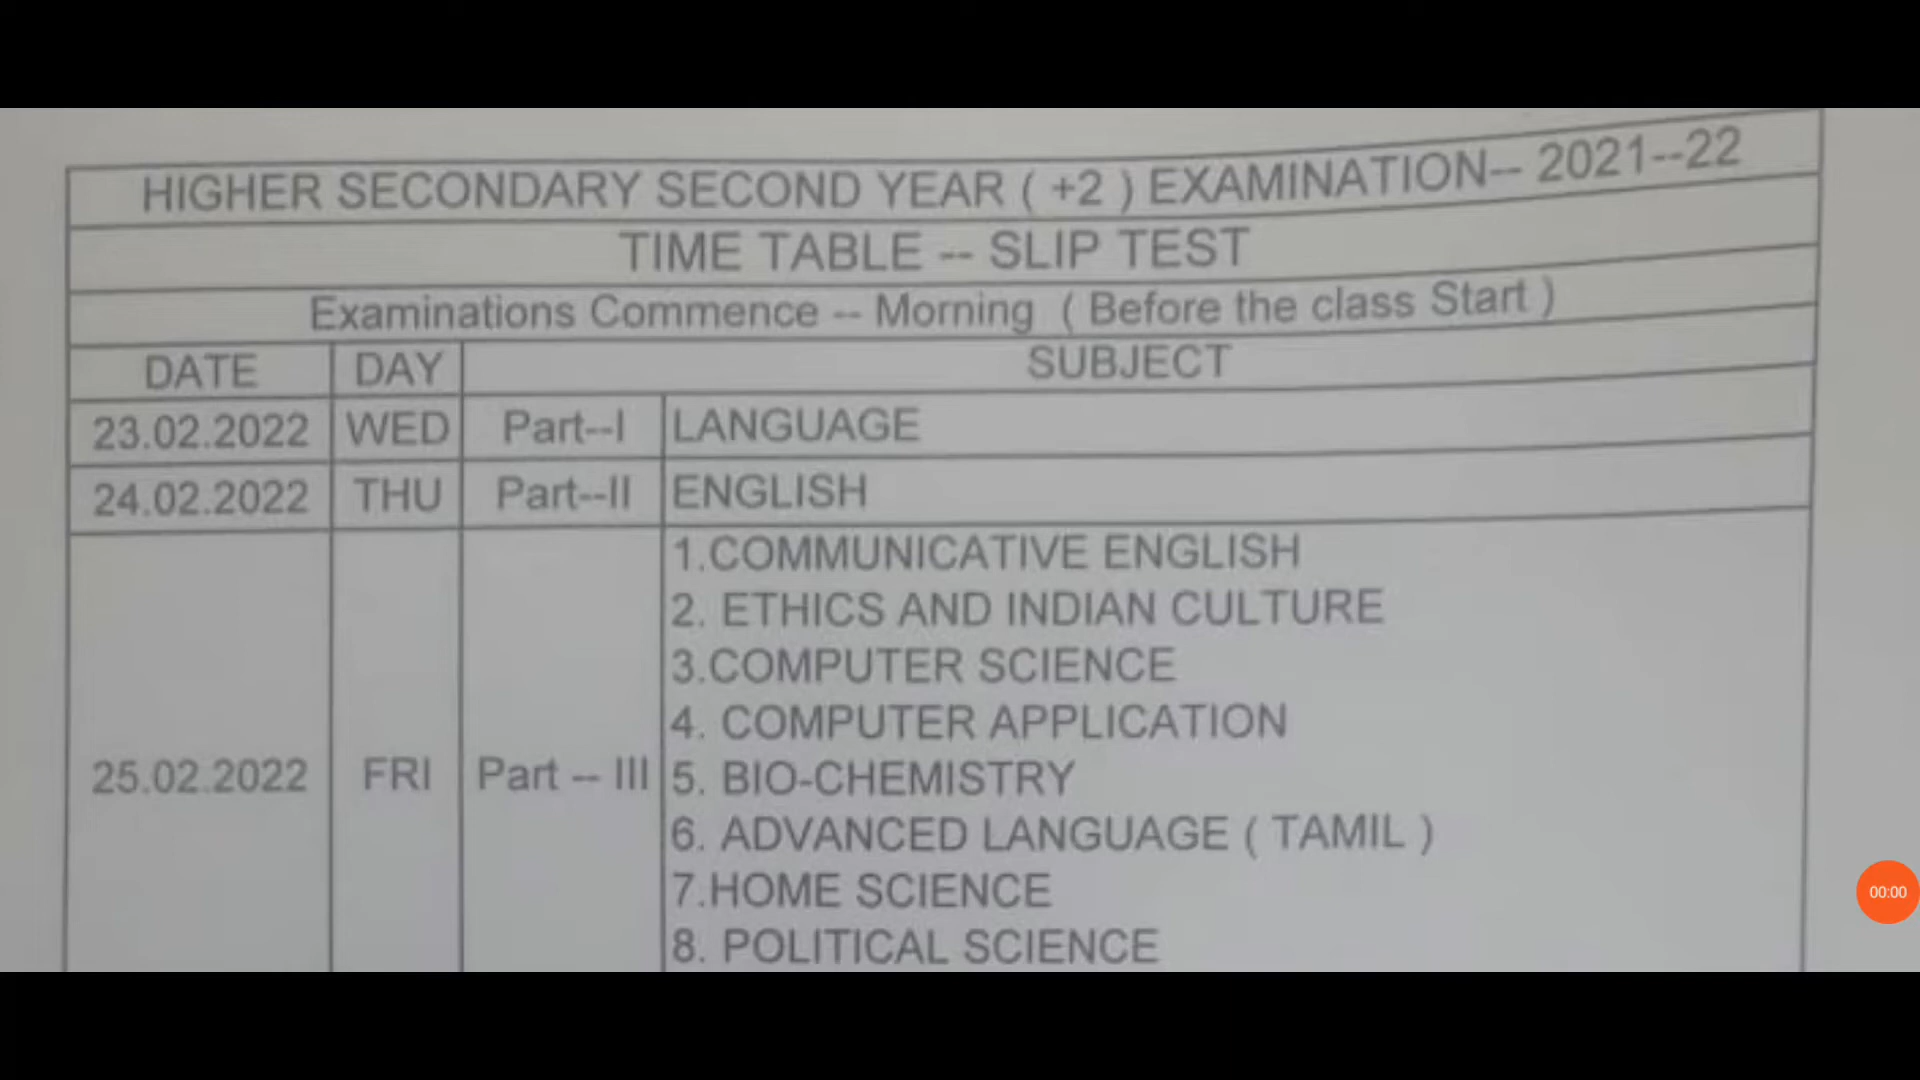 HIGHER SECONDARY SECOND YEAR ( +2 ) EXAMINATION-- 2021--22
TIME TABLE -- SLIP TEST
Examinations Commence -- Morning ( Before the class Start )
DATE DAY SUBJECT
23.02.2022 WED Part--I LANGUAGE
24.02.2022 THU Part--II ENGLISH
1.COMMUNICATIVE ENGLISH
2. ETHICS AND INDIAN CULTURE
3.COMPUTER SCIENCE
4. COMPUTER APPLICATION
25.02.2022 FRI Part -- III 5. BIO-CHEMISTRY
6. ADVANCED LANGUAGE ( TAMIL )
7.HOME SCIENCE
8. POLITICAL SCIENCE
00:00